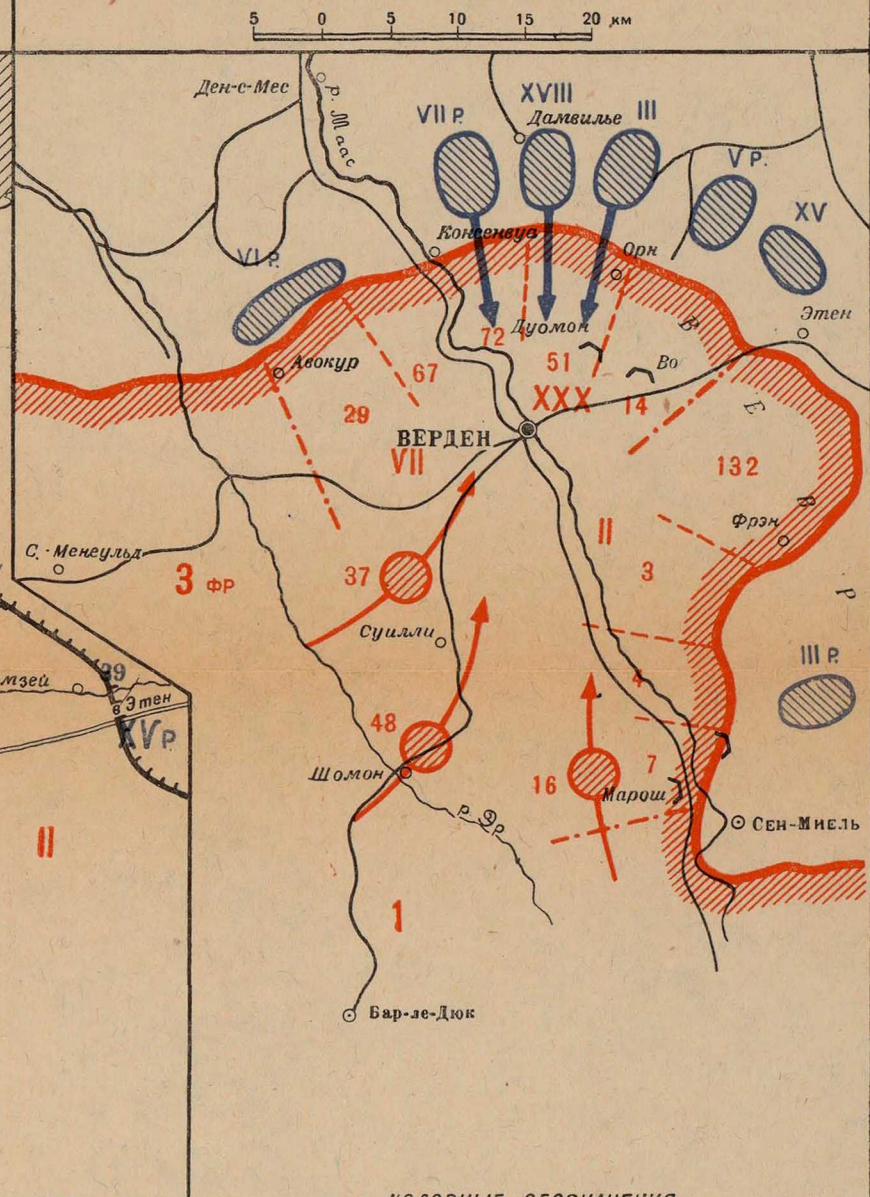 5 0 5 10 15 20 км
Ден-с-Мес
р. Маас
VII Р.
XVIII
Дамвилье
III
V Р.
XV
VI Р.
Консенвуа
Орн
Этен
72
Дуомон
51
Во
XXX
14
Авокур
67
29
ВЕРДЕН
VII
В
Е
В
Р
132
Фрэн
II
3
С.-Менеульд
3 ФР
37
Суилли
39
в Этен
XV Р
III Р.
4
48
Шомон
16
7
Марош
р. Эр
Сен-Миель
II
1
Бар-ле-Дюк